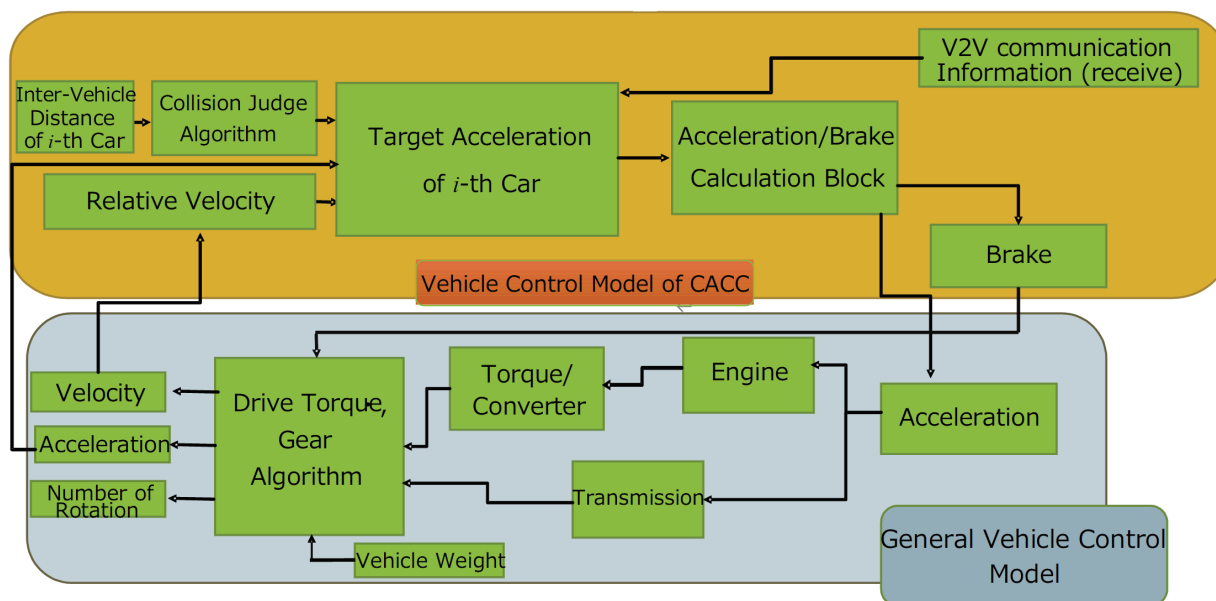 V2V communication
Information (receive)
Inter-Vehicle
Distance
of i-th Car
Collision Judge
Algorithm
Target Acceleration
of i-th Car
Acceleration/Brake
Calculation Block
Relative Velocity
Brake
Vehicle Control Model of CACC
Velocity
Acceleration
Number of
Rotation
Drive Torque,
Gear
Algorithm
Torque/
Converter
Engine
Acceleration
Transmission
Vehicle Weight
General Vehicle Control
Model